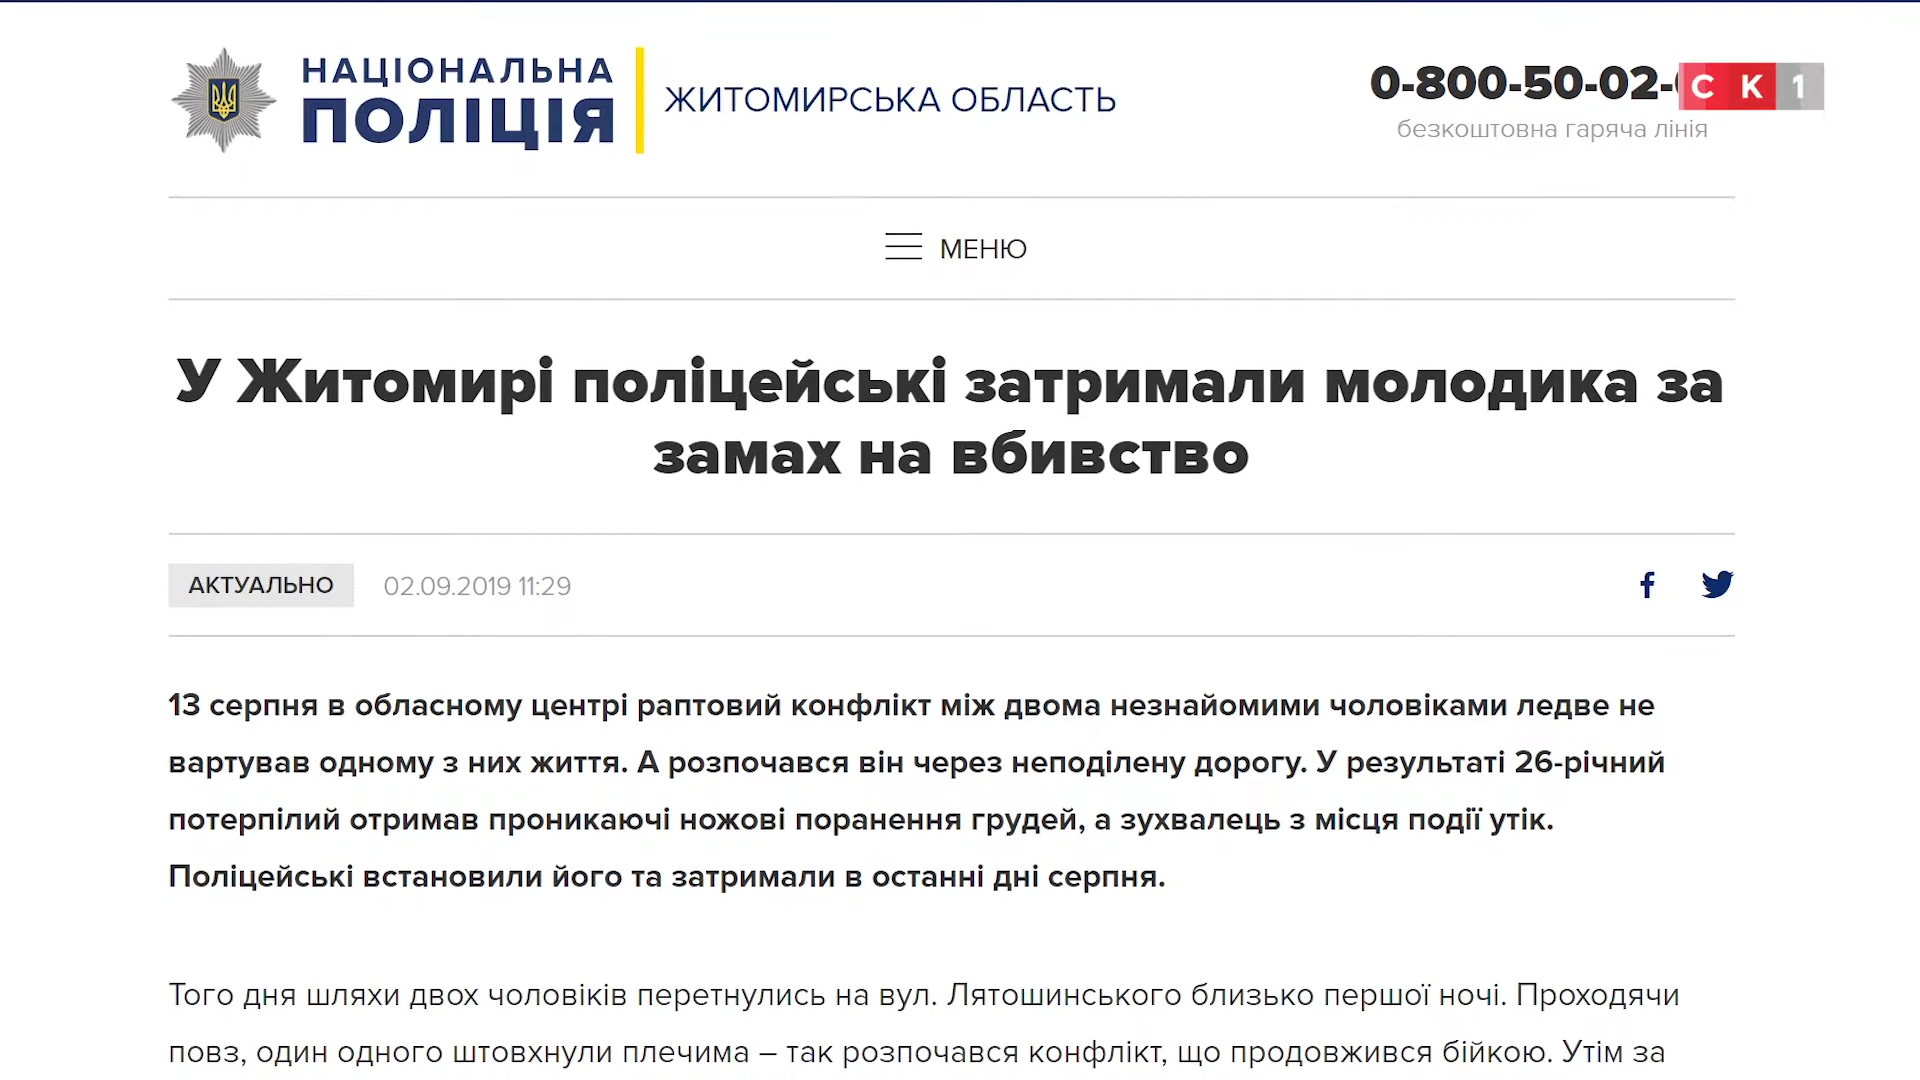 НАЦІОНАЛЬНА
ПОЛІЦІЯ
ЖИТОМИРСЬКА ОБЛАСТЬ
0-800-50-02-
СК1
безкоштовна гаряча лінія
МЕНЮ
У Житомирі поліцейські затримали молодика за
замах на вбивство
АКТУАЛЬНО 02.09.2019 11:29
13 серпня в обласному центрі раптовий конфлікт між двома незнайомими чоловіками ледве не
вартував одному з них життя. А розпочався він через неподілену дорогу. У результаті 26-річний
потерпілий отримав проникаючі ножові поранення грудей, а зухвалець з місця події утік.
Поліцейські встановили його та затримали в останні дні серпня.
Того дня шляхи двох чоловіків перетнулись на вул. Лятошинського близько першої ночі. Проходячи
повз, один одного штовхнули плечима – так розпочався конфлікт, що продовжився бійкою. Утім за